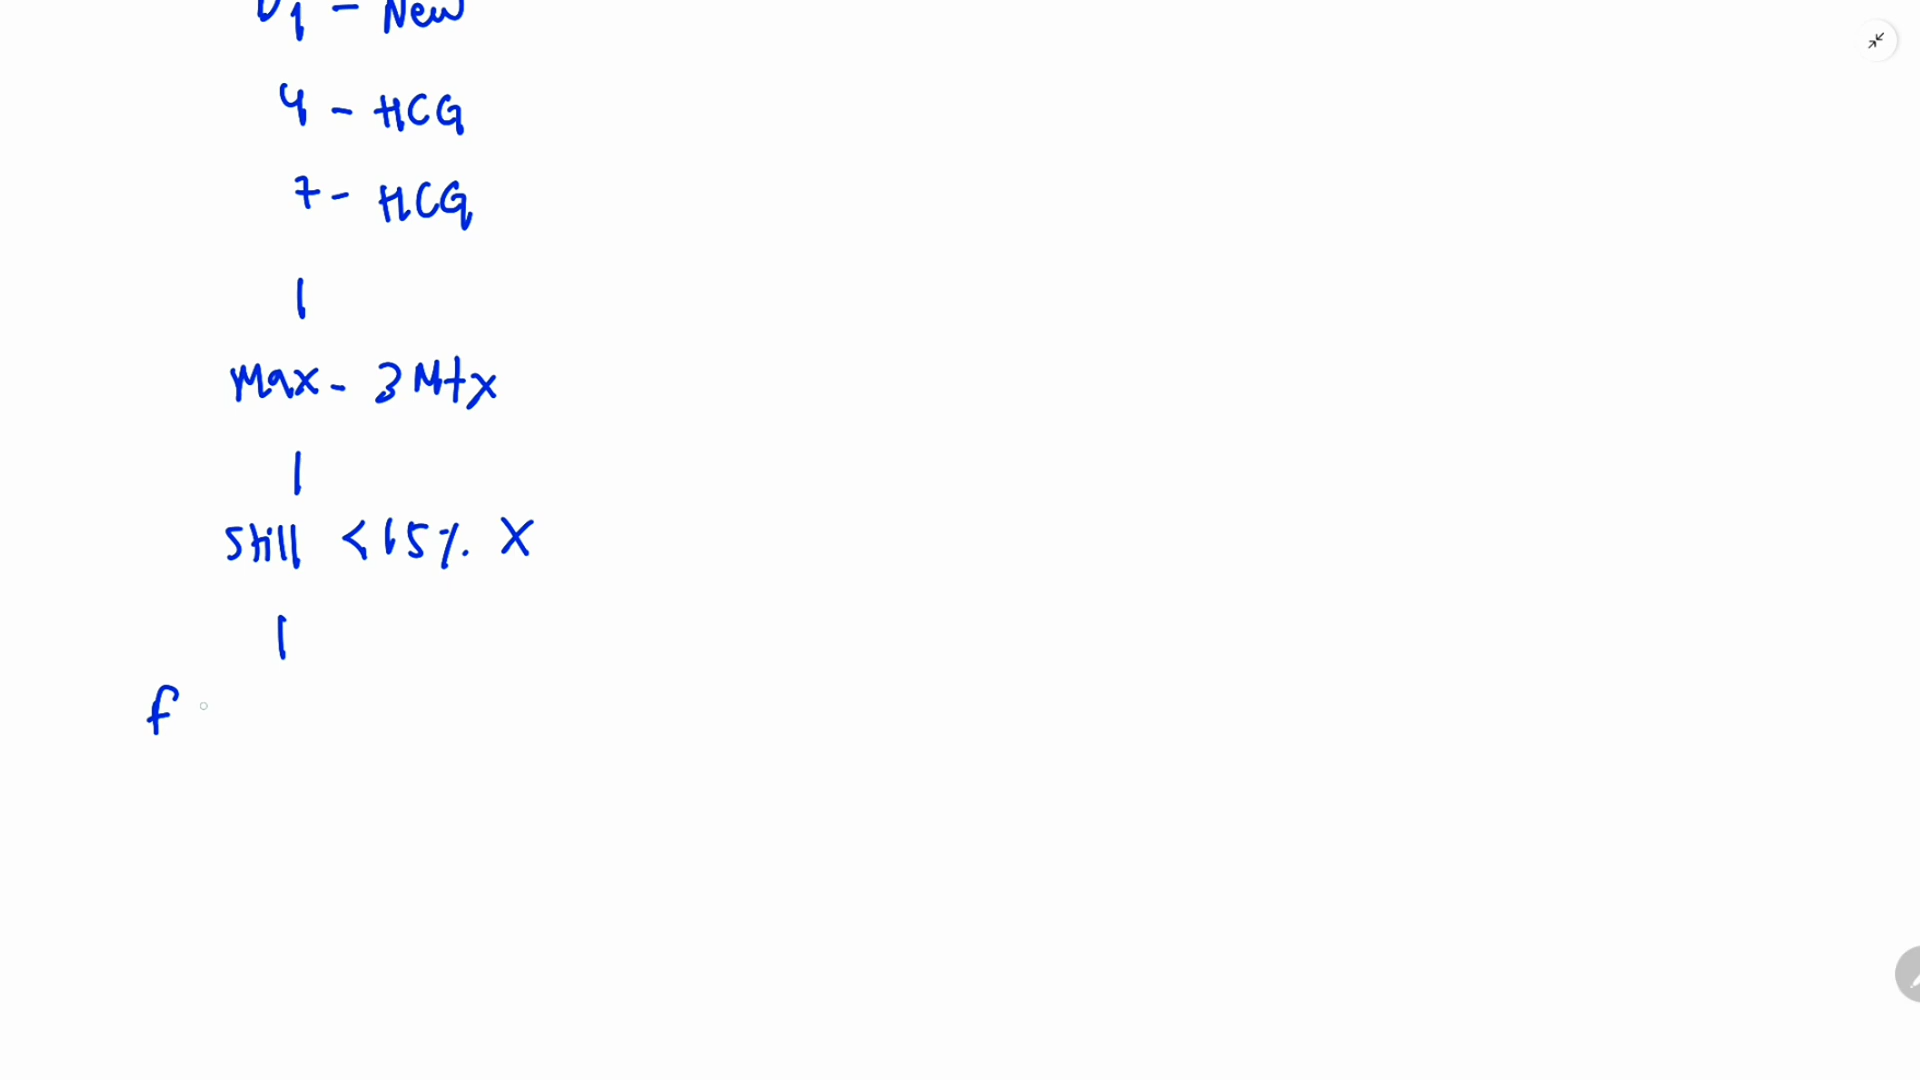 D1 - New
4 - HCG
7 - HCG
Max - 3 Mtx
Still <15% X
f